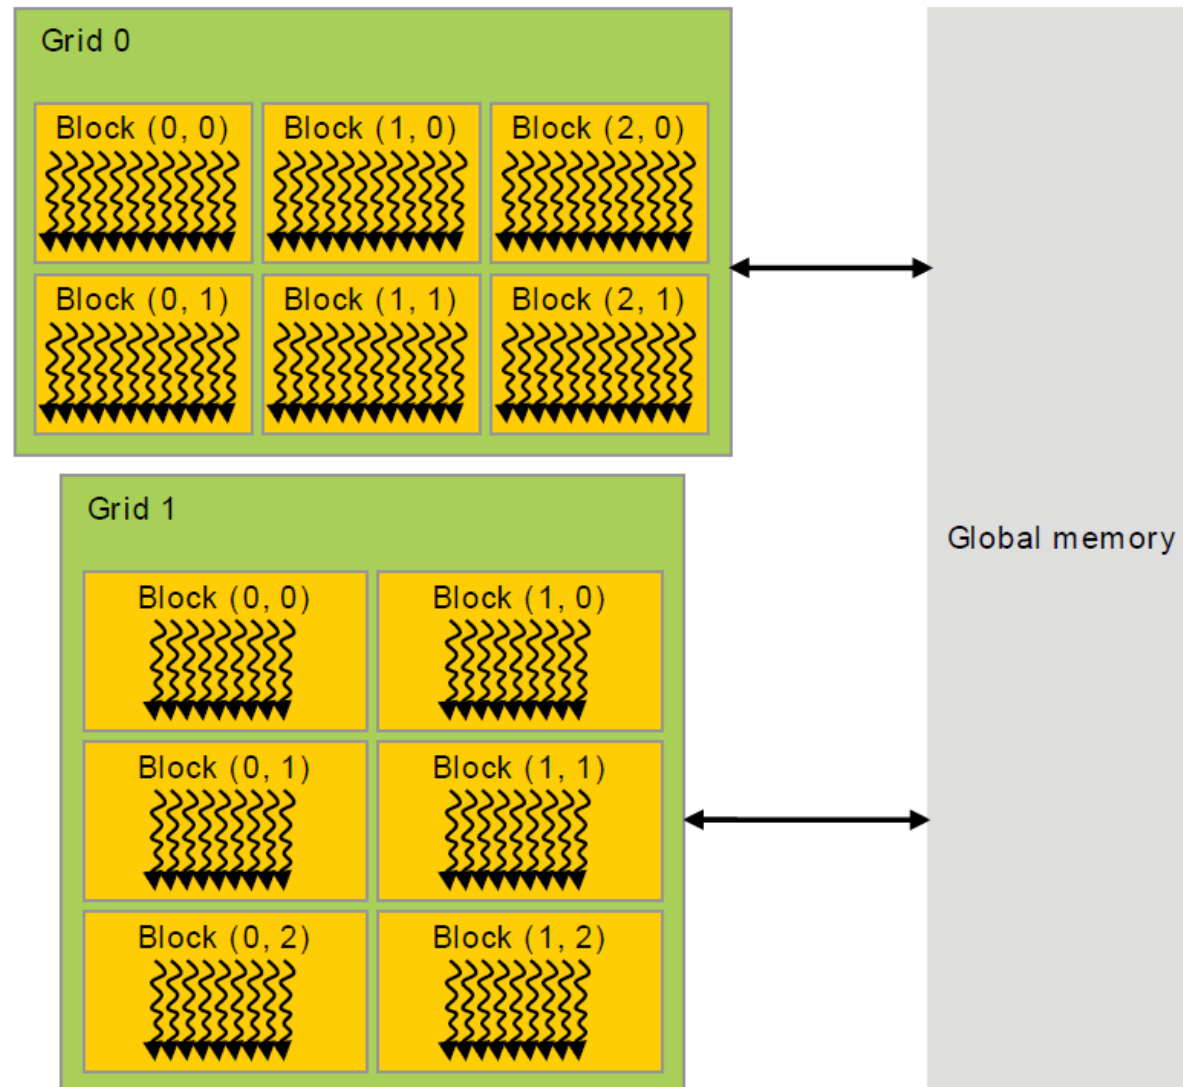 Grid 0
Block (0, 0) Block (1, 0) Block (2, 0)
Block (0, 1) Block (1, 1) Block (2, 1)
Grid 1
Global memory
Block (0, 0) Block (1, 0)
Block (0, 1) Block (1, 1)
Block (0, 2) Block (1, 2)